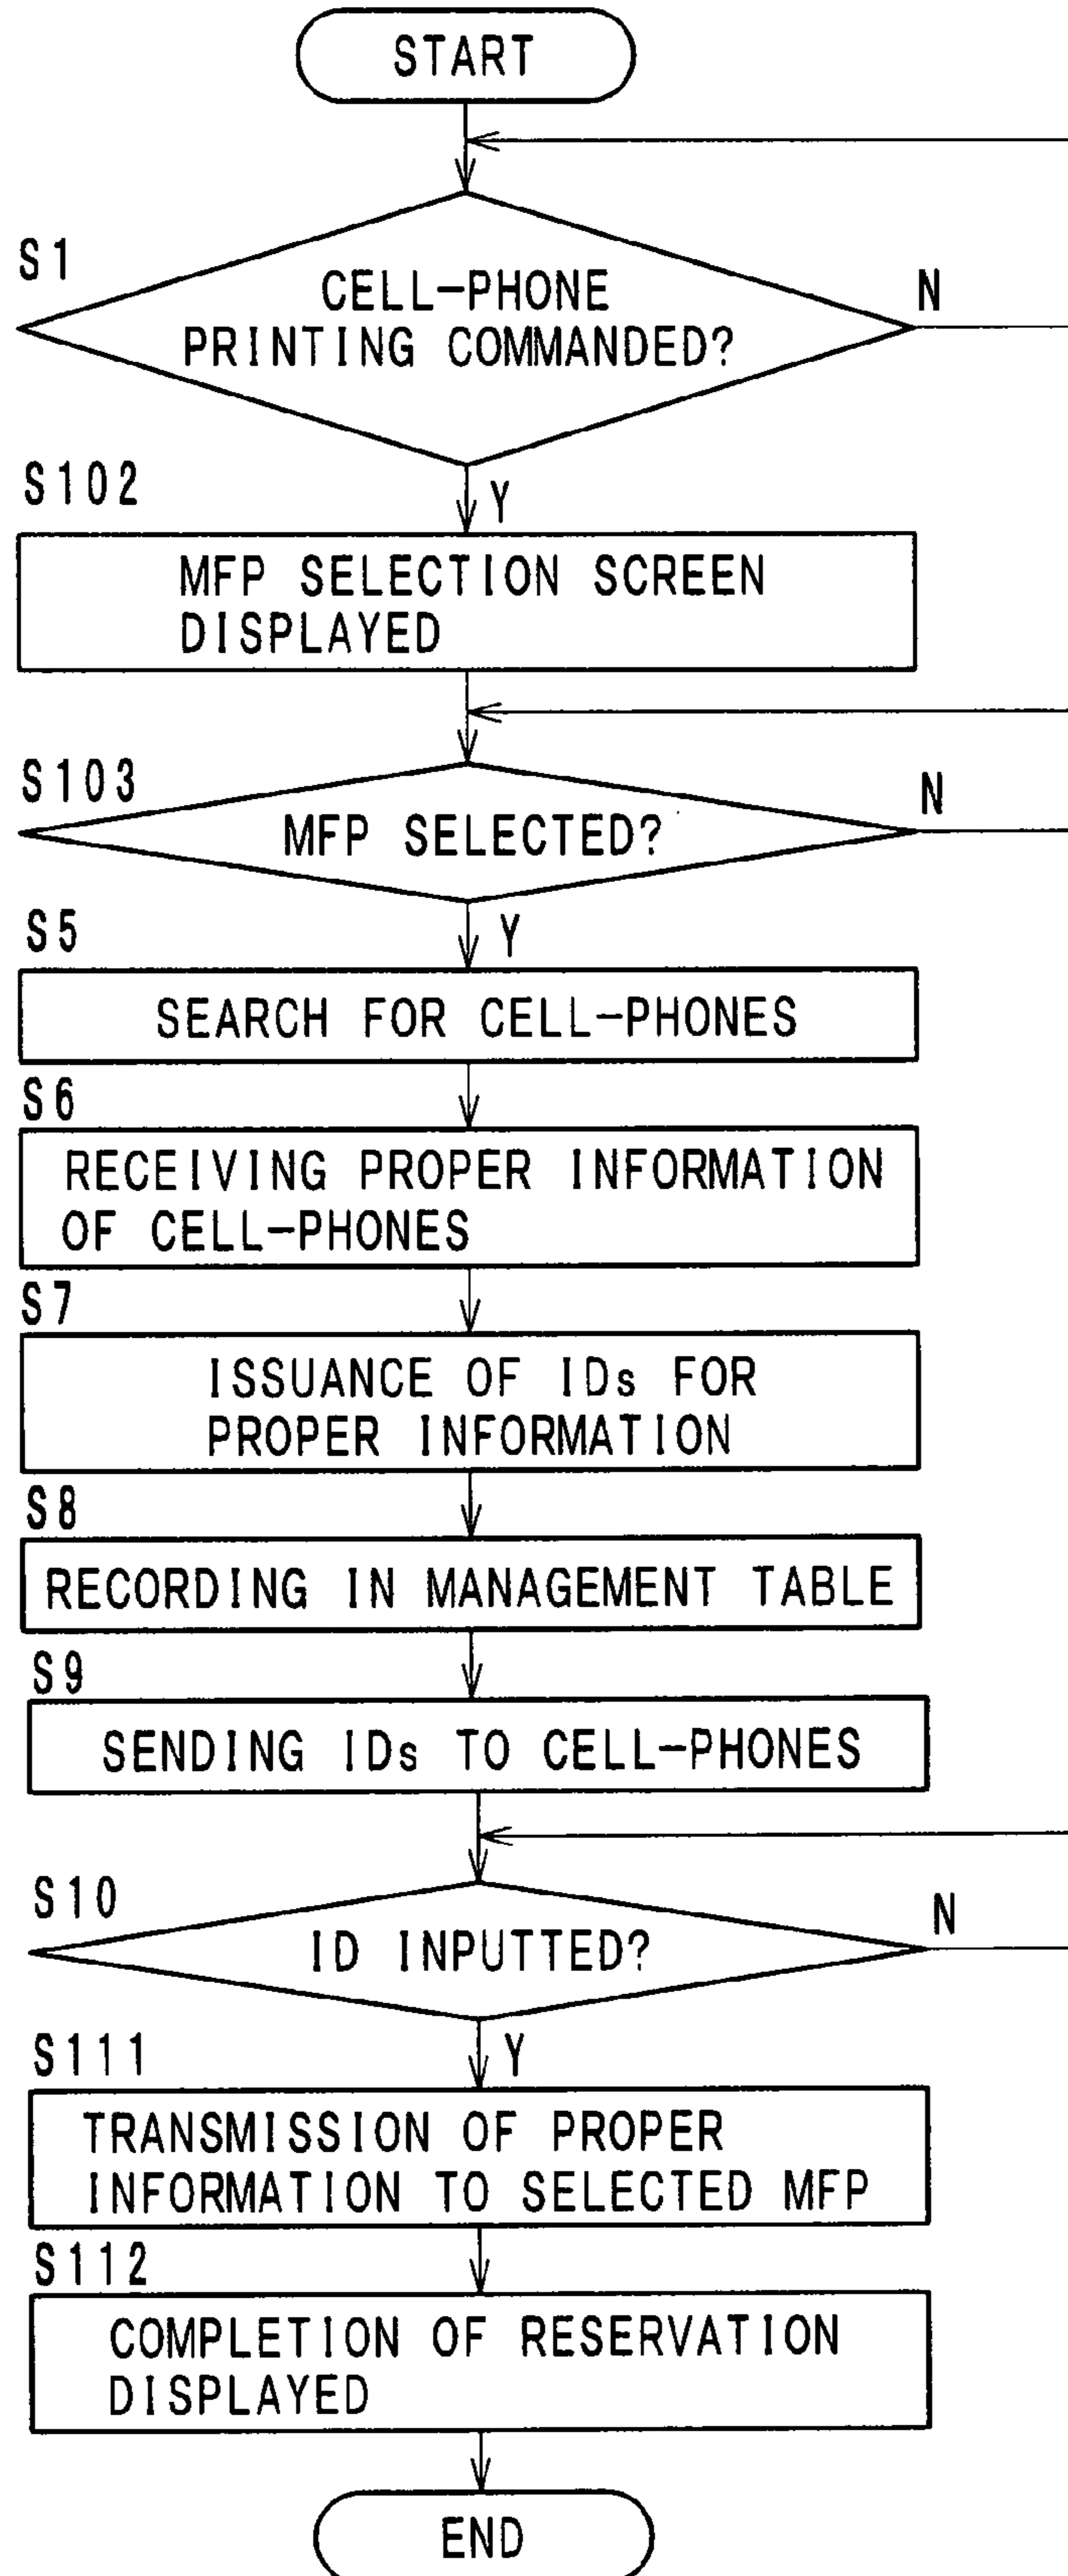 START
S1
CELL-PHONE
PRINTING COMMANDED?
N
Y
S102
MFP SELECTION SCREEN
DISPLAYED
S103
MFP SELECTED?
N
Y
S5
SEARCH FOR CELL-PHONES
S6
RECEIVING PROPER INFORMATION
OF CELL-PHONES
S7
ISSUANCE OF IDs FOR
PROPER INFORMATION
S8
RECORDING IN MANAGEMENT TABLE
S9
SENDING IDs TO CELL-PHONES
S10
ID INPUTTED?
N
Y
S111
TRANSMISSION OF PROPER
INFORMATION TO SELECTED MFP
S112
COMPLETION OF RESERVATION
DISPLAYED
END